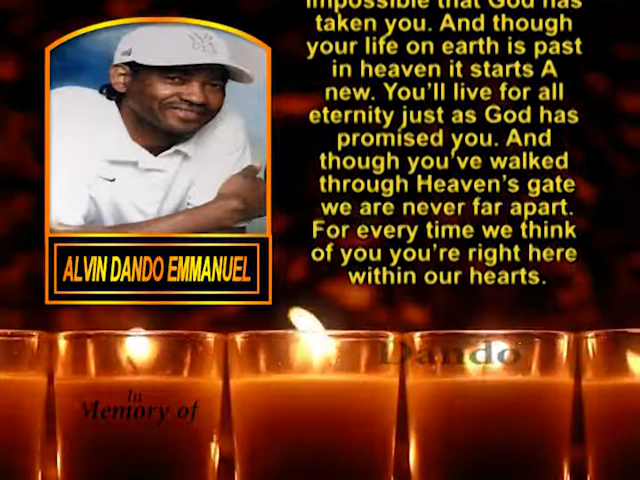 impossible that God has
taken you. And though
your life on earth is past
in heaven it starts A
new. You'll live for all
eternity just as God has
promised you. And
though you've walked
through Heaven's gate
we are never far apart.
For every time we think
of you you're right here
within our hearts.
ALVIN DANDO EMMANUEL
Dando
In
Memory of